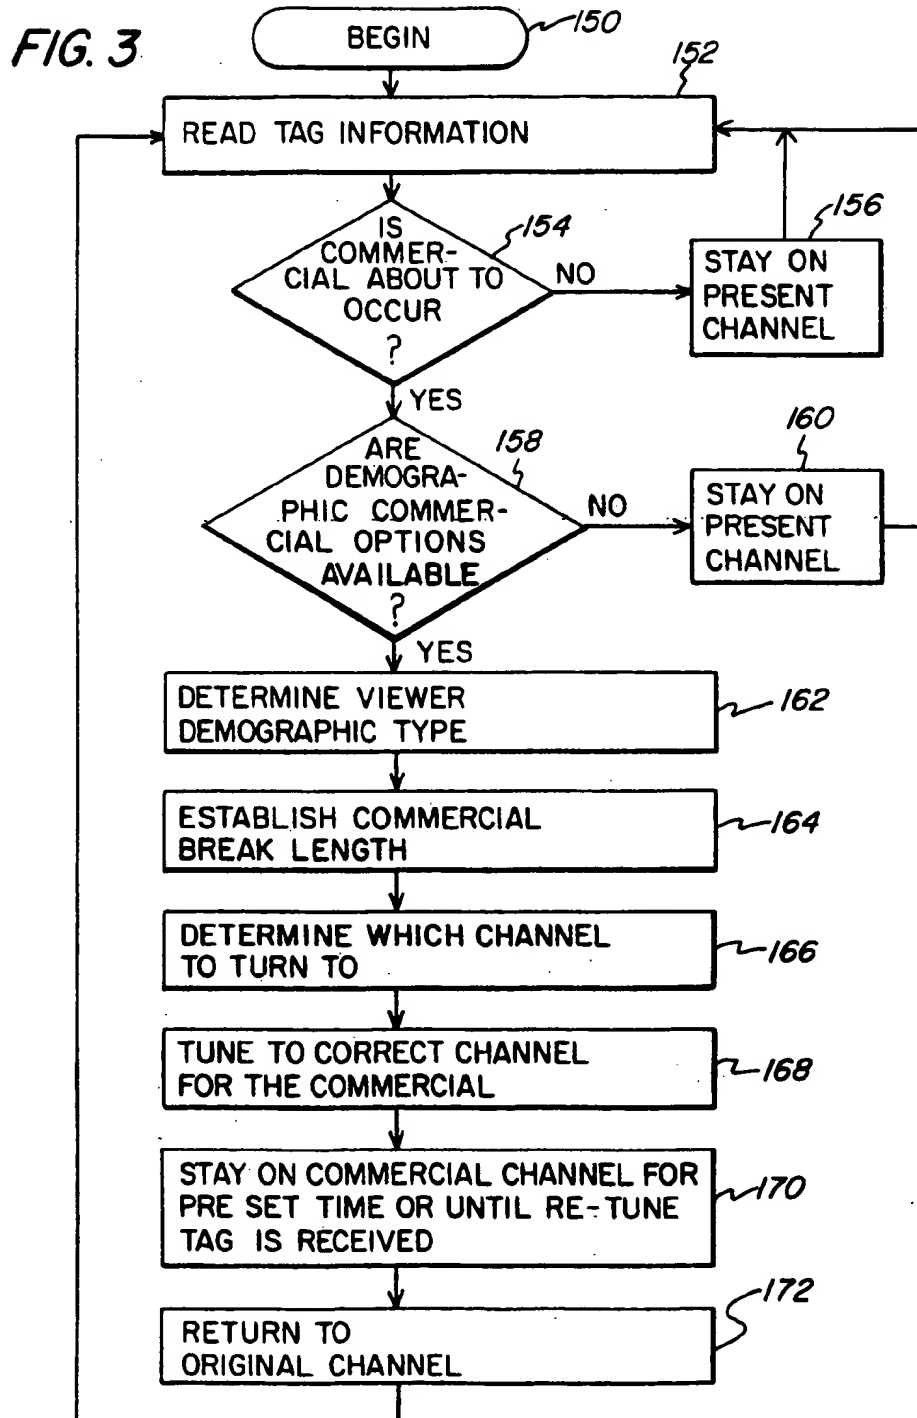 FIG. 3
BEGIN
150
152
READ TAG INFORMATION
IS
COMMER-
CIAL ABOUT TO
OCCUR
?
154
NO
156
STAY ON
PRESENT
CHANNEL
YES
ARE
DEMOGRA-
PHIC COMMER-
CIAL OPTIONS
AVAILABLE
?
158
NO
160
STAY ON
PRESENT
CHANNEL
YES
DETERMINE VIEWER
DEMOGRAPHIC TYPE
162
ESTABLISH COMMERCIAL
BREAK LENGTH
164
DETERMINE WHICH CHANNEL
TO TURN TO
166
TUNE TO CORRECT CHANNEL
FOR THE COMMERCIAL
168
STAY ON COMMERCIAL CHANNEL FOR
PRE SET TIME OR UNTIL RE-TUNE
TAG IS RECEIVED
170
172
RETURN TO
ORIGINAL CHANNEL